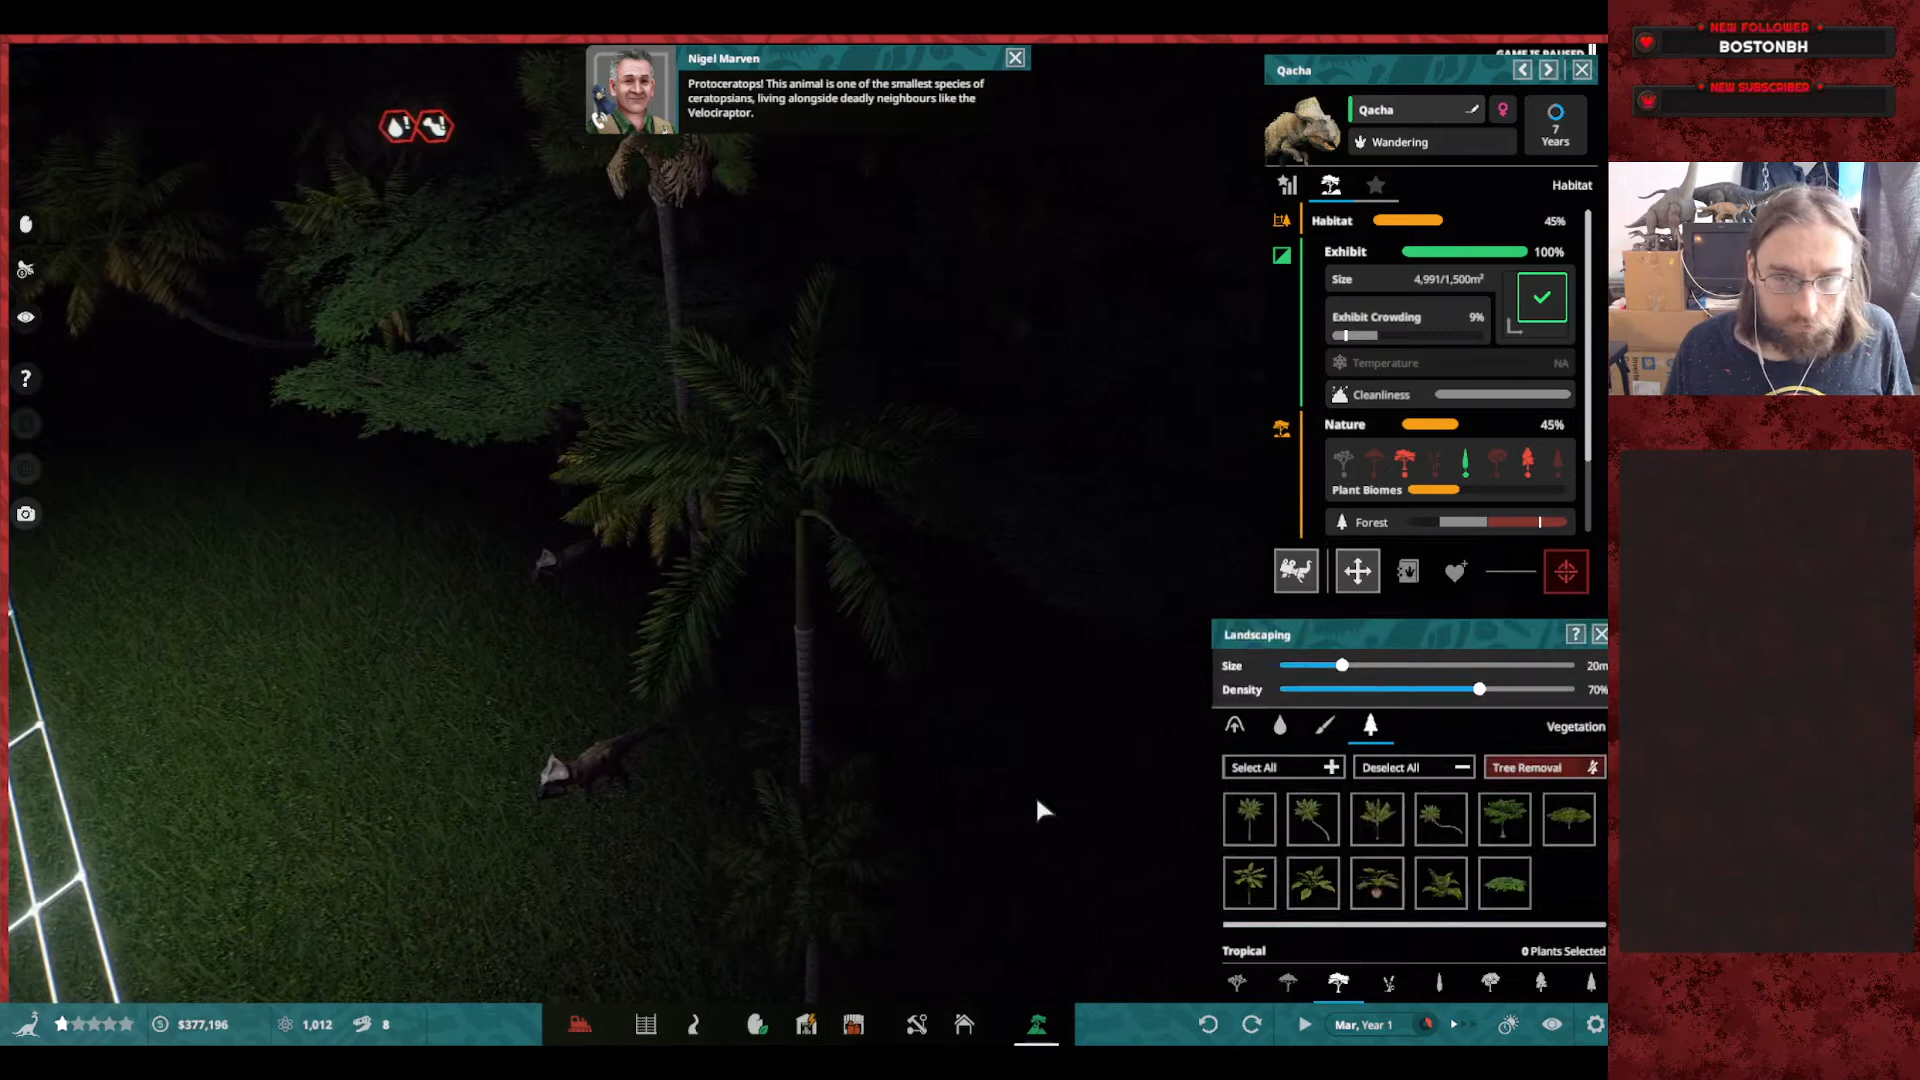 NEW FOLLOWER
BOSTONBH
NEW SUBSCRIBER
GAME IS PAUSED
Nigel Marven
Protoceratops! This animal is one of the smallest species of
ceratopsians, living alongside deadly neighbours like the
Velociraptor.
Qacha
Qacha
Wandering
7
Years
Habitat
Habitat 45%
Exhibit 100%
Size 4,991/1,500m²
Exhibit Crowding 9%
Temperature NA
Cleanliness
Nature 45%
Plant Biomes
Forest
Landscaping ?
Size 20m
Density 70%
Vegetation
Select All
Deselect All
Tree Removal
Tropical 0 Plants Selected
?
$377,196
1,012
8
Mar, Year 1